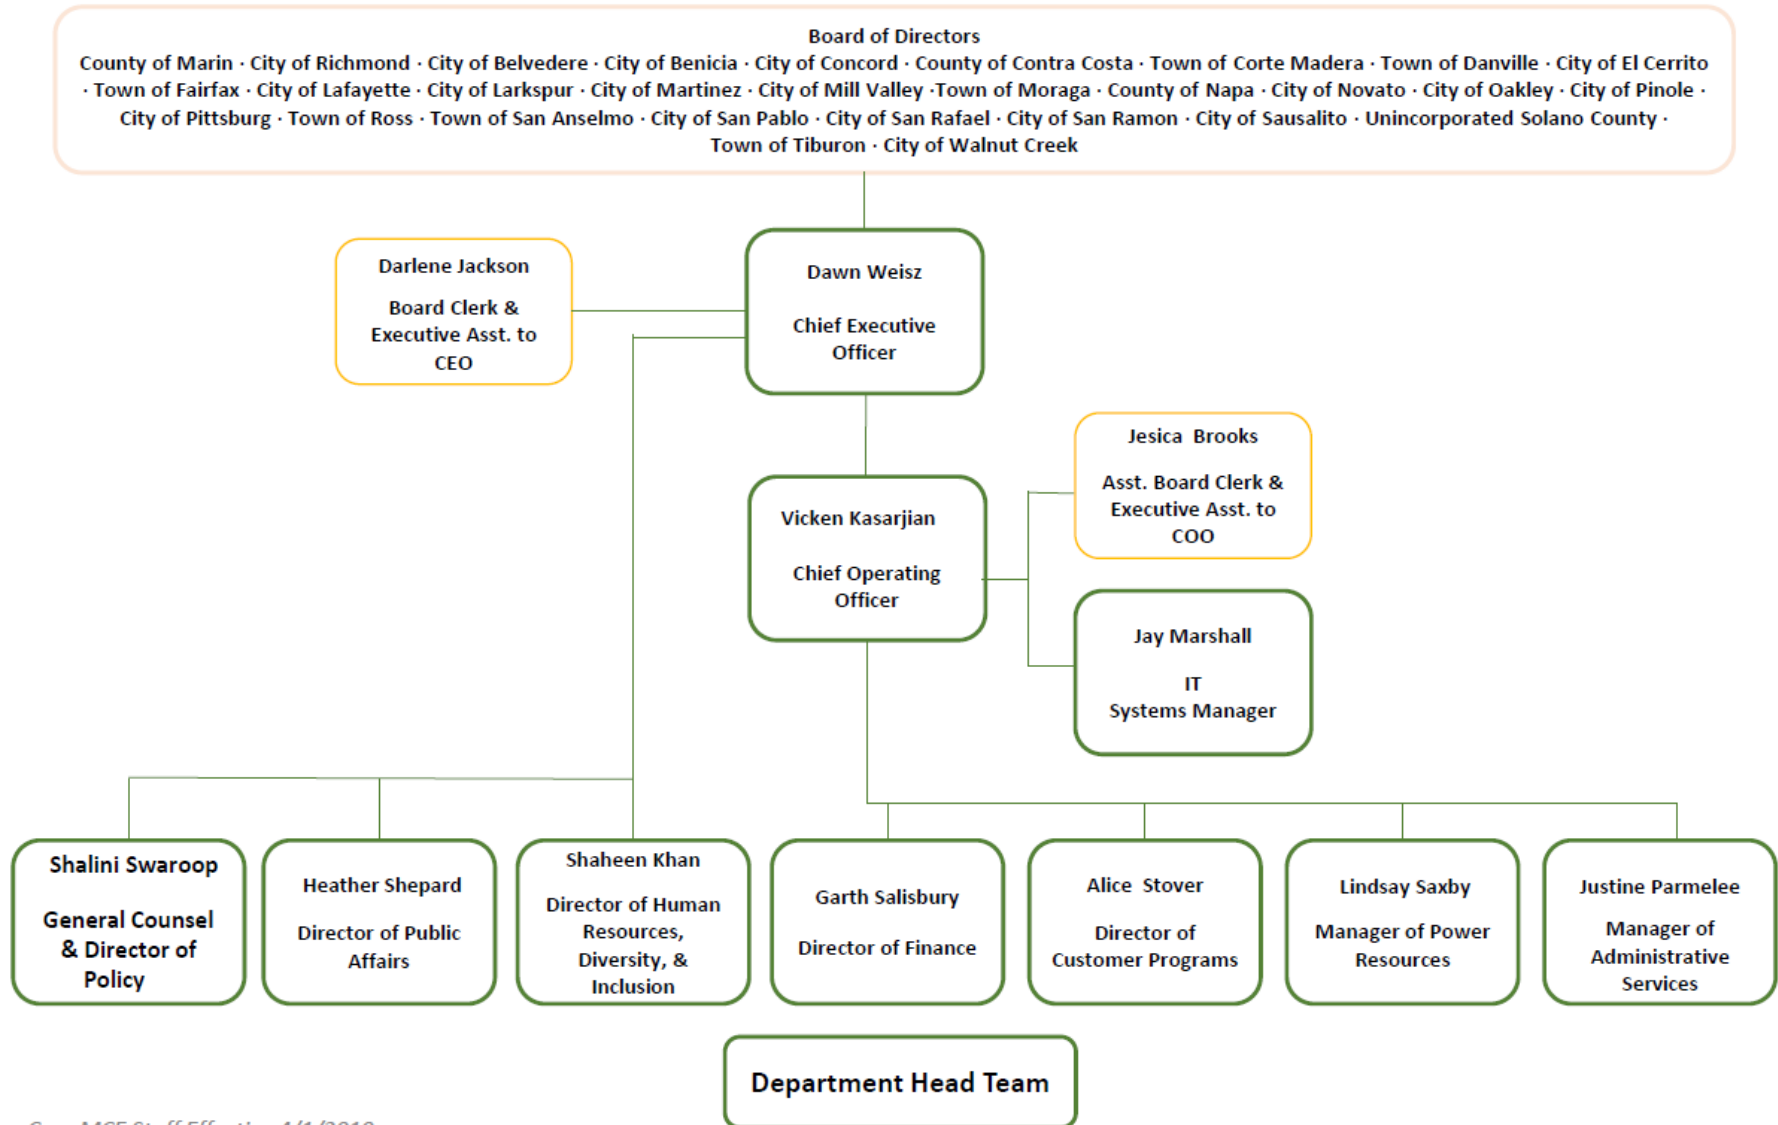 Board of Directors
County of Marin · City of Richmond · City of Belvedere · City of Benicia · City of Concord · County of Contra Costa · Town of Corte Madera · Town of Danville · City of El Cerrito
· Town of Fairfax · City of Lafayette · City of Larkspur · City of Martinez · City of Mill Valley ·Town of Moraga · County of Napa · City of Novato · City of Oakley · City of Pinole ·
City of Pittsburg · Town of Ross · Town of San Anselmo · City of San Pablo · City of San Rafael · City of San Ramon · City of Sausalito · Unincorporated Solano County ·
Town of Tiburon · City of Walnut Creek
Darlene Jackson
Board Clerk &
Executive Asst. to
CEO
Dawn Weisz
Chief Executive
Officer
Jesica Brooks
Asst. Board Clerk &
Executive Asst. to
COO
Vicken Kasarjian
Chief Operating
Officer
Jay Marshall
IT
Systems Manager
Shalini Swaroop
General Counsel
& Director of
Policy
Heather Shepard
Director of Public
Affairs
Shaheen Khan
Director of Human
Resources,
Diversity, &
Inclusion
Garth Salisbury
Director of Finance
Alice Stover
Director of
Customer Programs
Lindsay Saxby
Manager of Power
Resources
Justine Parmelee
Manager of
Administrative
Services
Department Head Team
MCE Staff Effective 4/1/2019